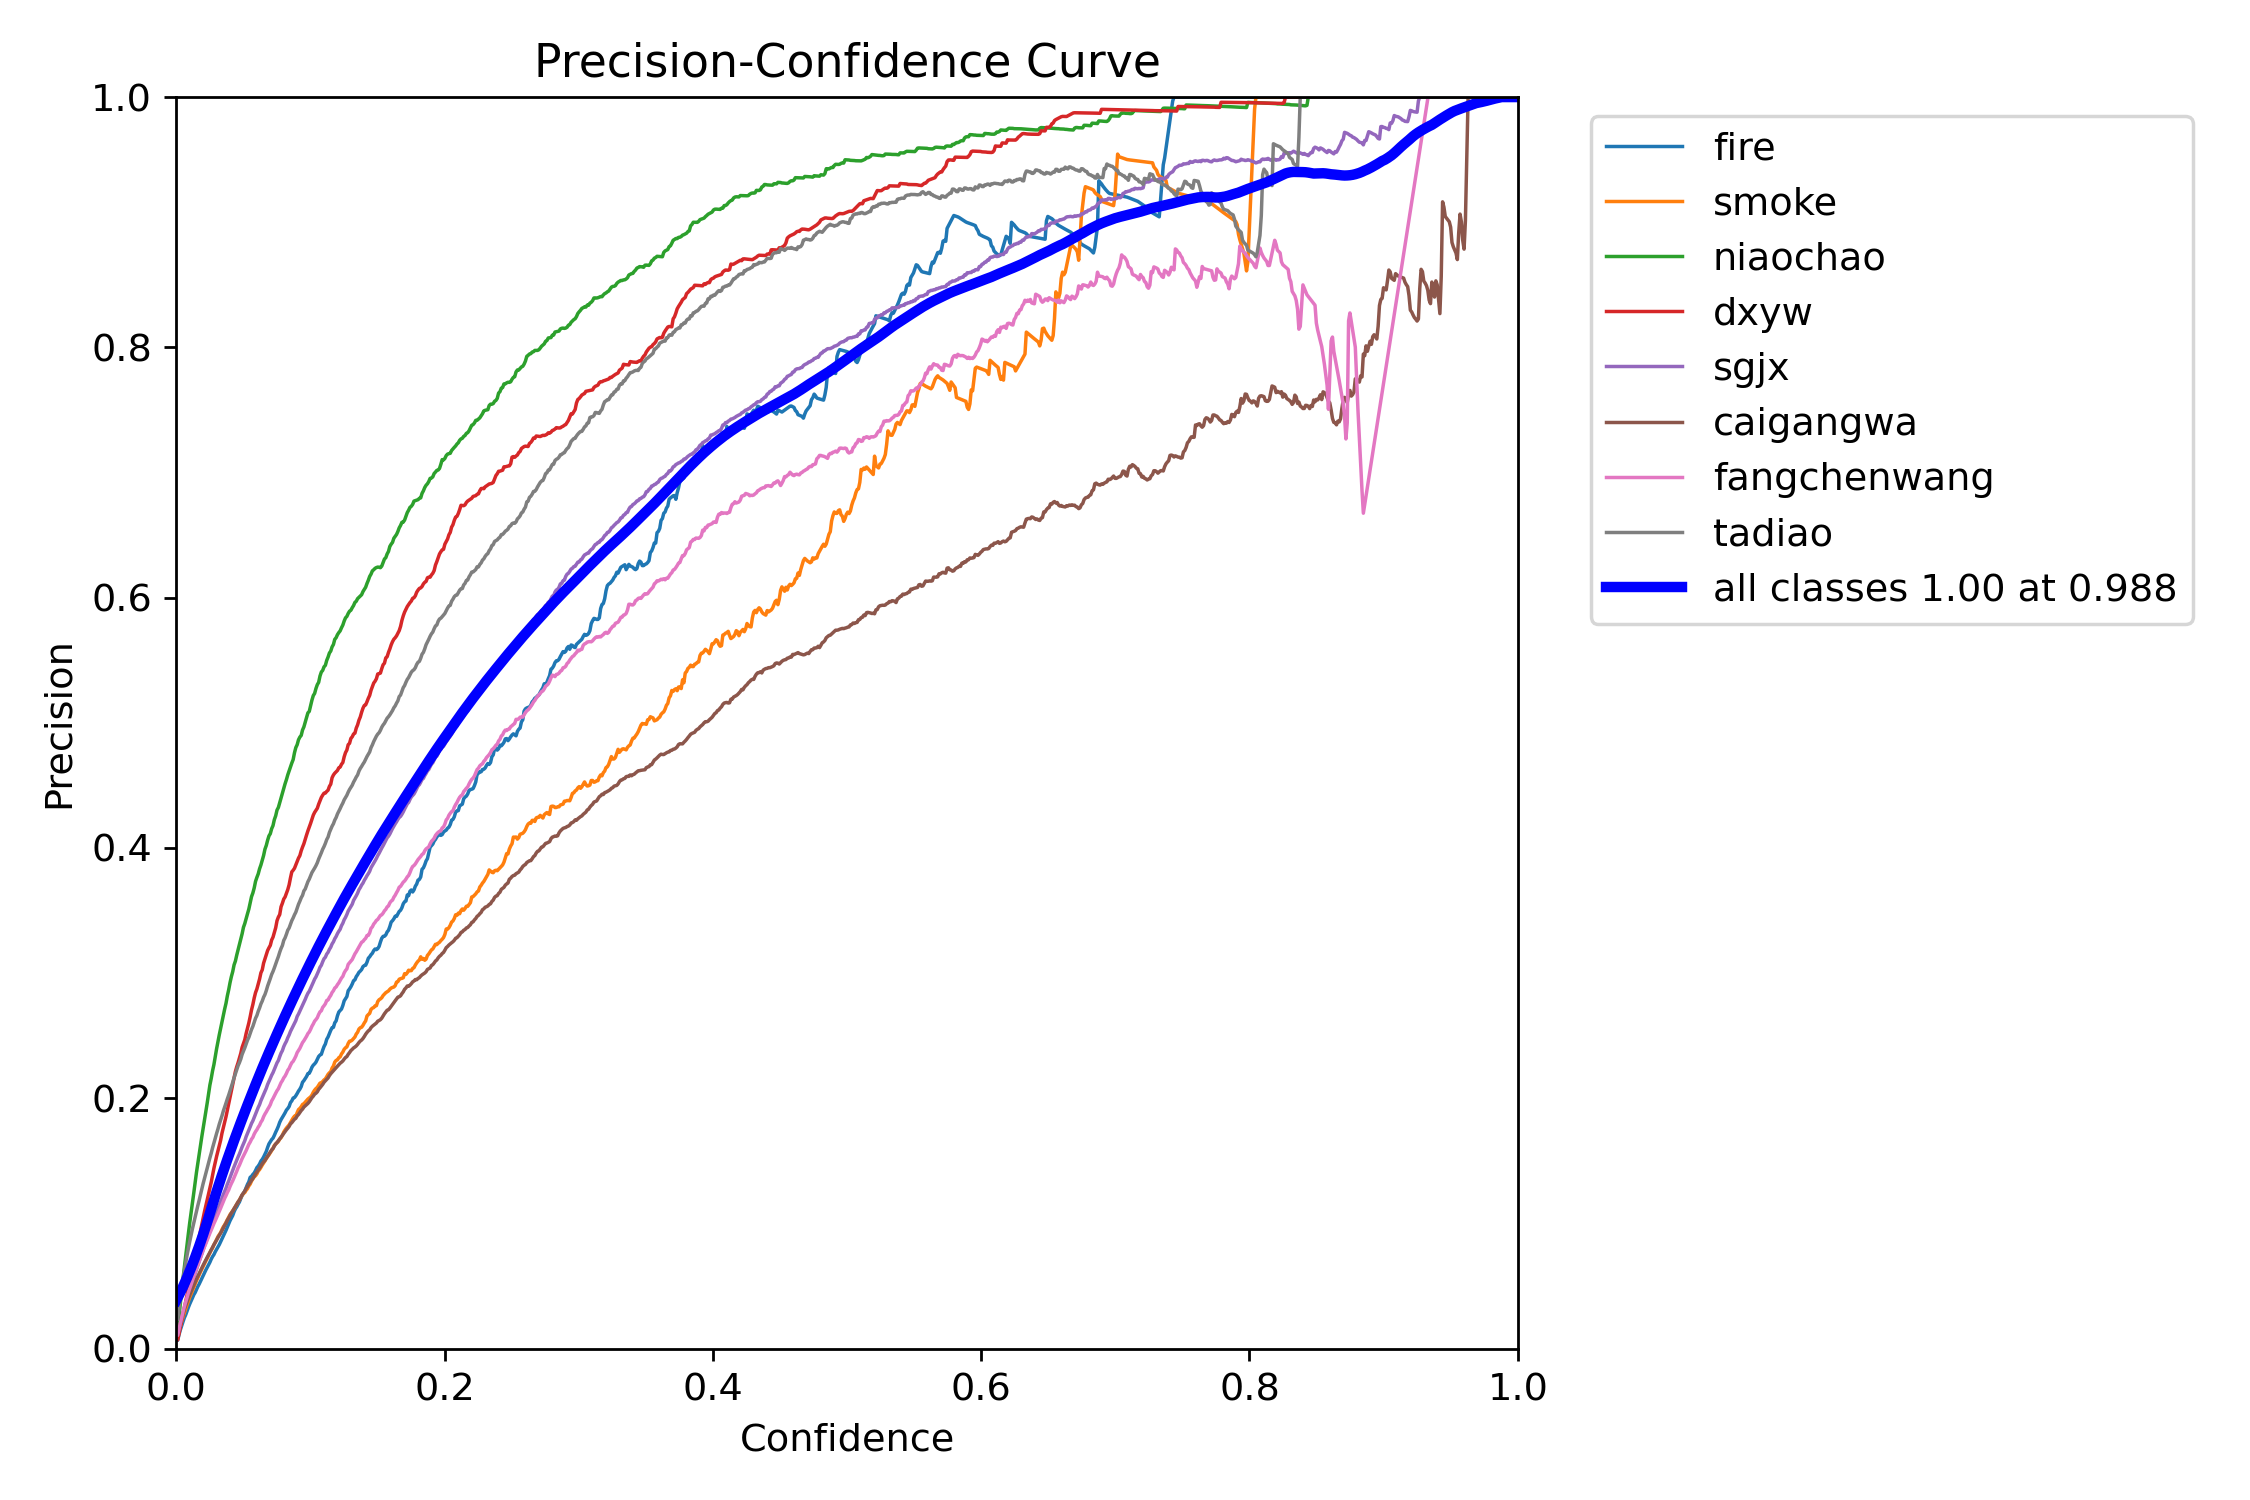 Precision-Confidence Curve
1.0
0.8
0.6
0.4
0.2
0.0
Precision
0.0 0.2 0.4 0.6 0.8 1.0
Confidence
fire
smoke
niaochao
dxyw
sgjx
caigangwa
fangchenwang
tadiao
all classes 1.00 at 0.988